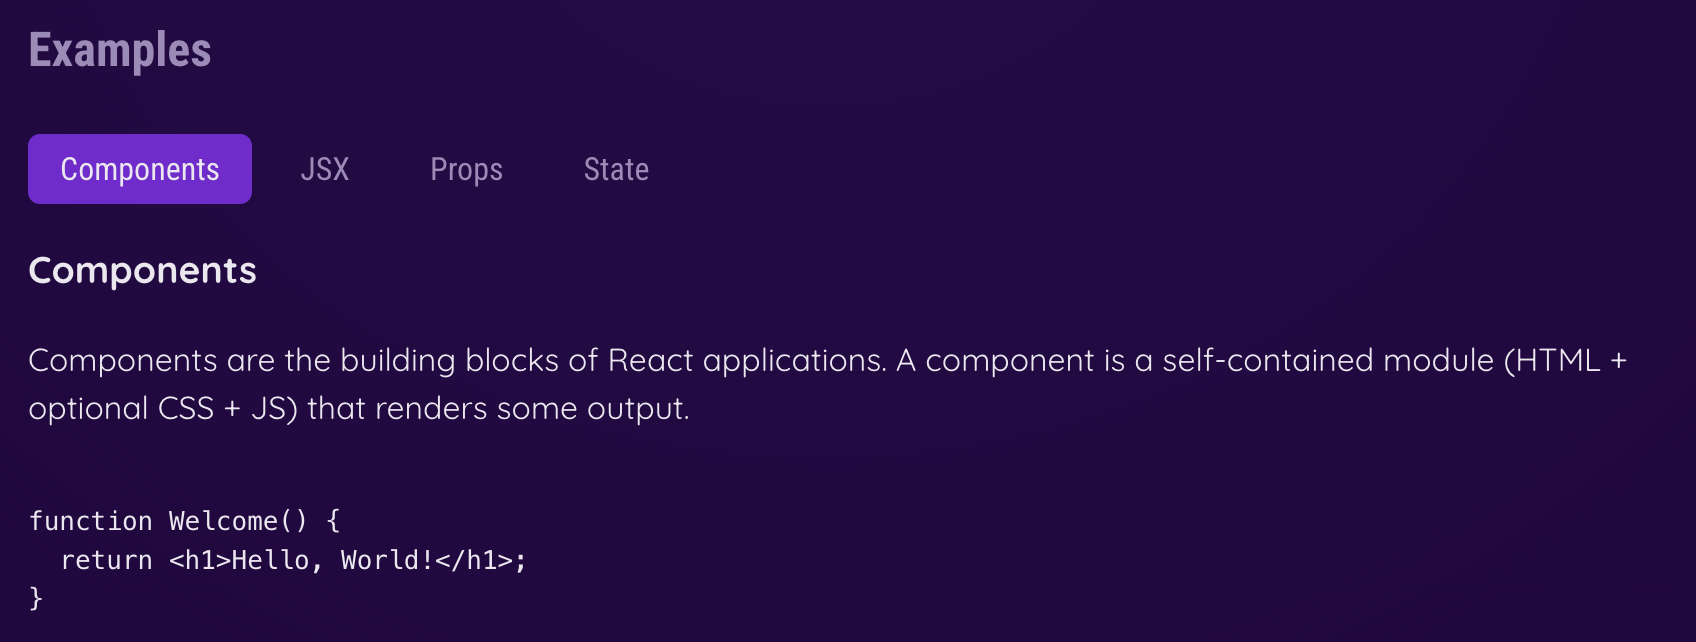 Examples
Components JSX Props State
Components
Components are the building blocks of React applications. A component is a self-contained module (HTML +
optional CSS + JS) that renders some output.
function Welcome() {
  return <h1>Hello, World!</h1>;
}